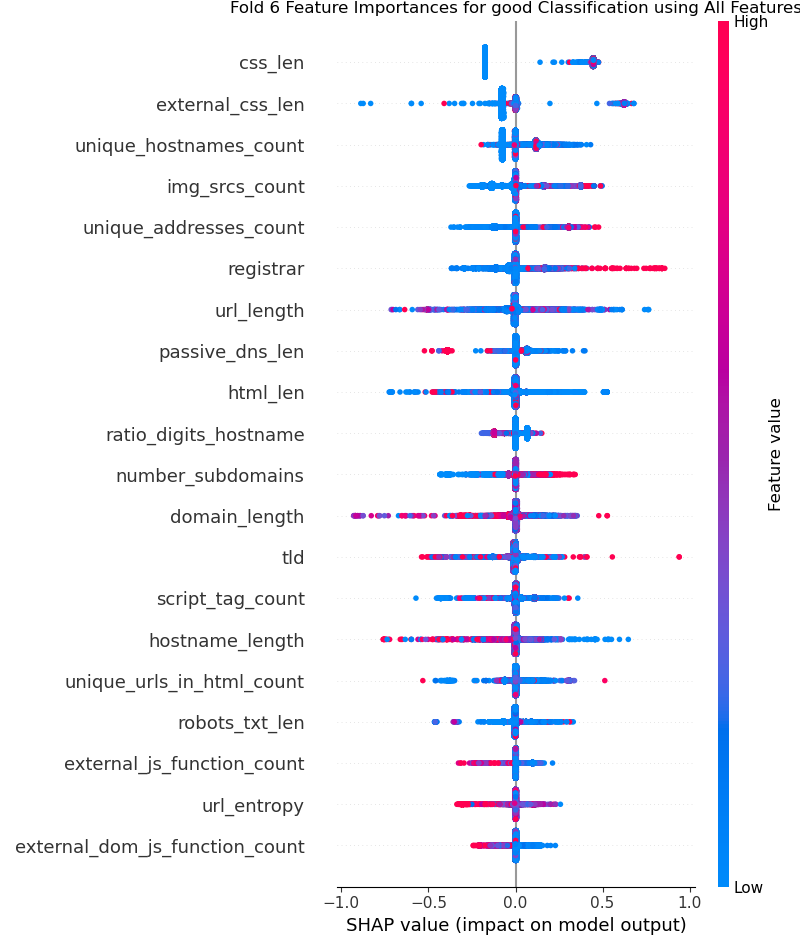 Fold 6 Feature Importances for good Classification using All Features
High
css_len
external_css_len
unique_hostnames_count
img_srcs_count
unique_addresses_count
registrar
url_length
passive_dns_len
html_len
ratio_digits_hostname
number_subdomains
domain_length
tld
script_tag_count
hostname_length
unique_urls_in_html_count
robots_txt_len
external_js_function_count
url_entropy
external_dom_js_function_count
Feature value
Low
−1.0 −0.5 0.0 0.5 1.0
SHAP value (impact on model output)